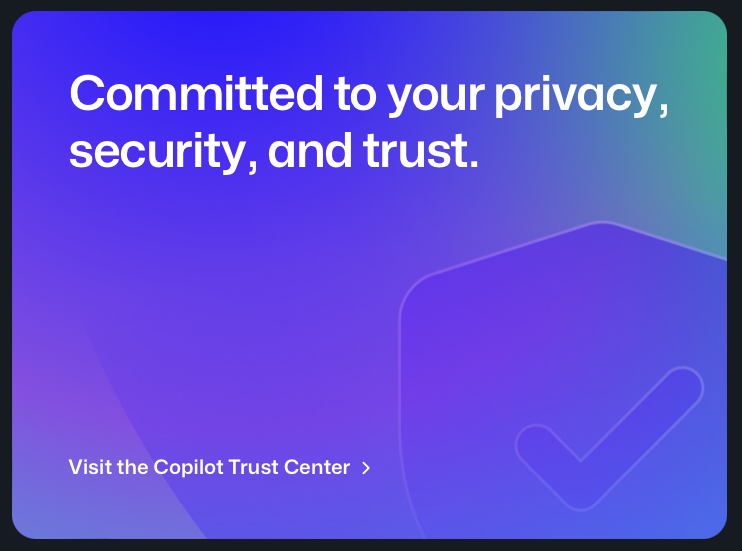 Committed to your privacy,
security, and trust.
Visit the Copilot Trust Center